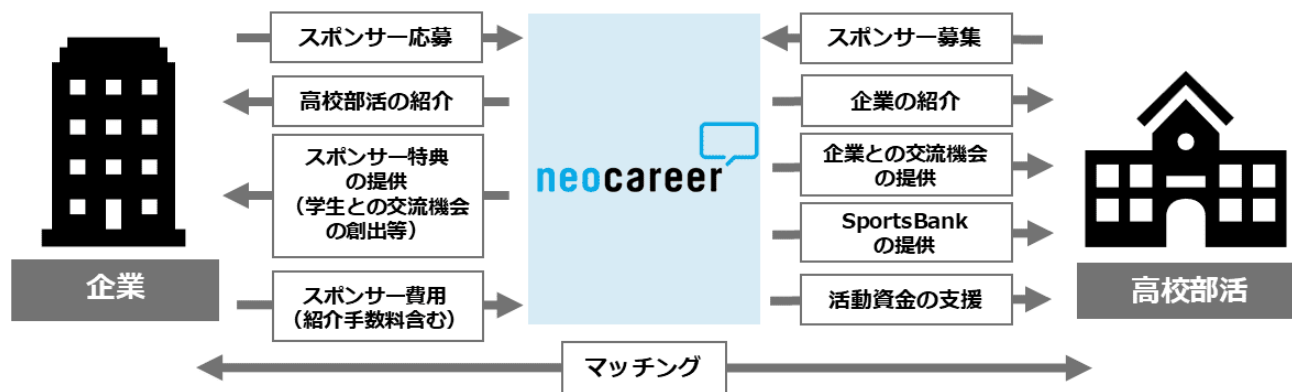 スポンサー応募
高校部活の紹介
スポンサー特典
の提供
（学生との交流機会
の創出等）
スポンサー費用
（紹介手数料含む）
企業
neocareer
スポンサー募集
企業の紹介
企業との交流機会
の提供
SportsBank
の提供
活動資金の支援
高校部活
マッチング